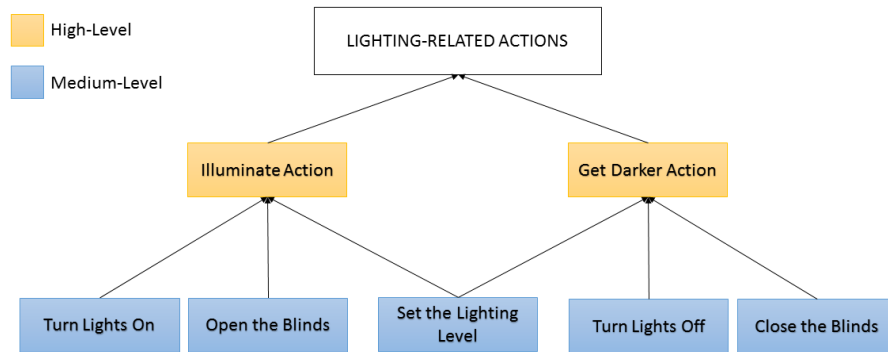 High-Level
Medium-Level
LIGHTING-RELATED ACTIONS
Illuminate Action
Get Darker Action
Turn Lights On
Open the Blinds
Set the Lighting
Level
Turn Lights Off
Close the Blinds